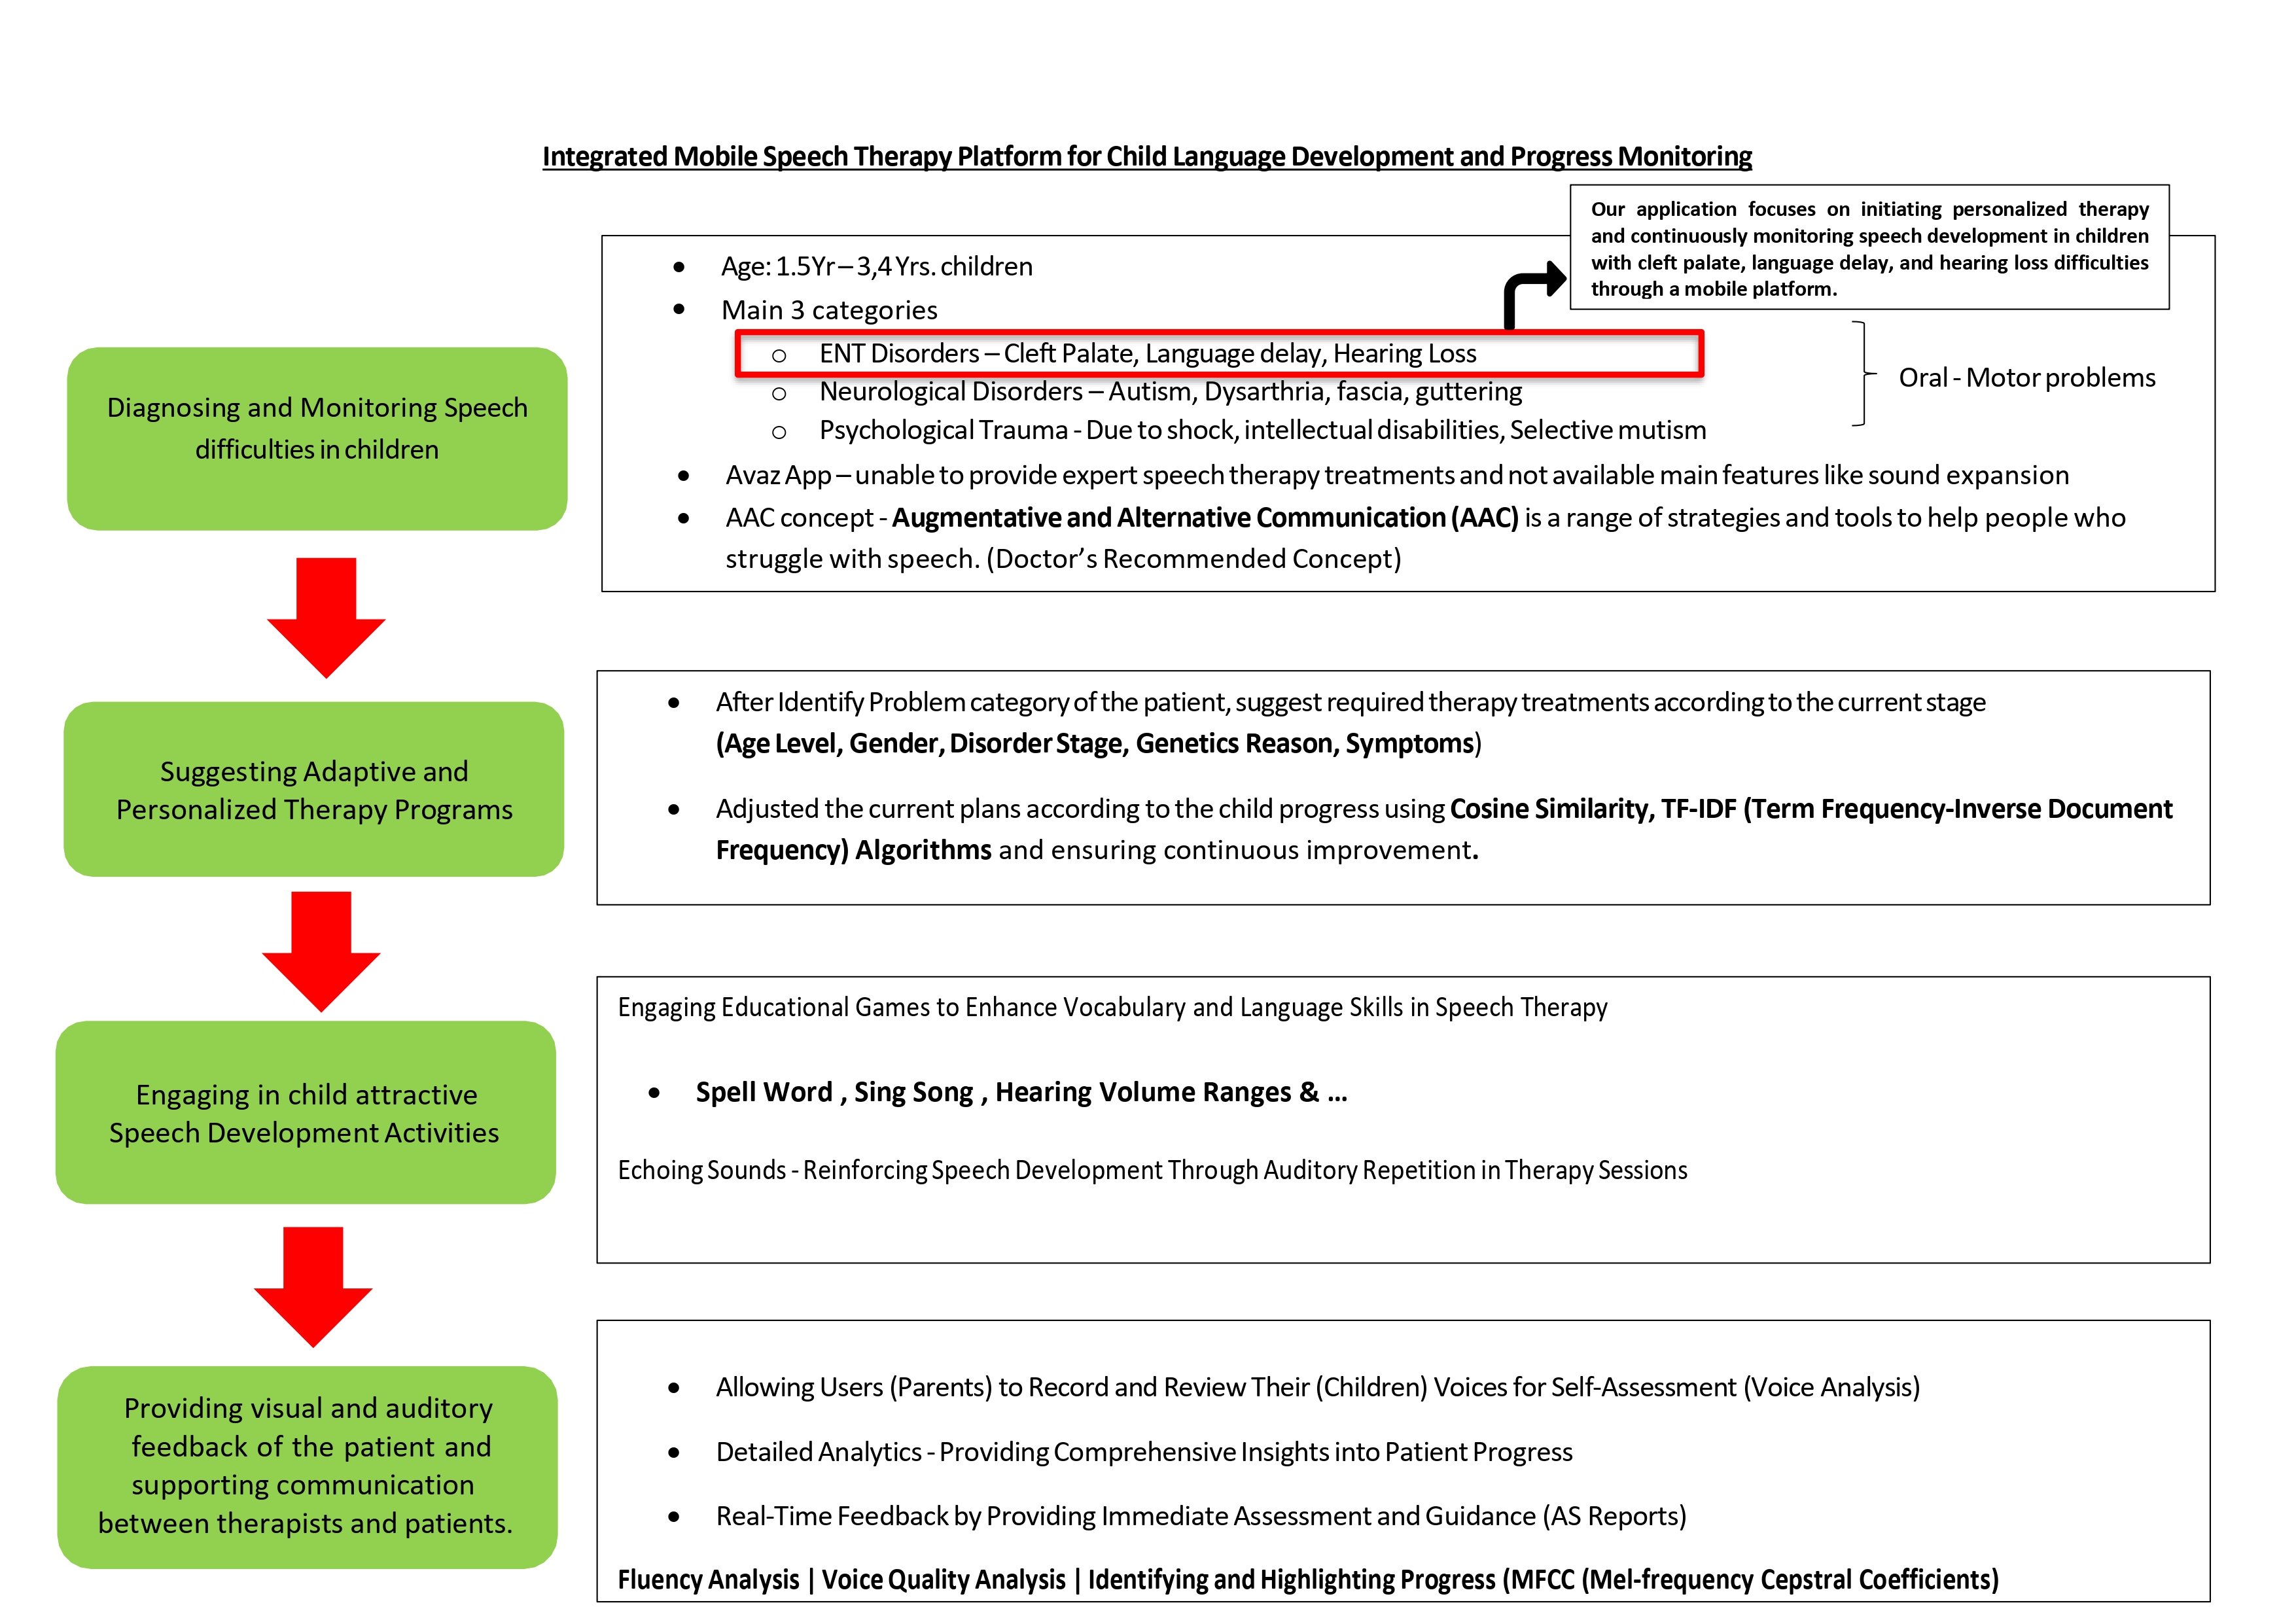 Integrated Mobile Speech Therapy Platform for Child Language Development and Progress Monitoring
Our application focuses on initiating personalized therapy
and continuously monitoring speech development in children
with cleft palate, language delay, and hearing loss difficulties
through a mobile platform.
Diagnosing and Monitoring Speech
difficulties in children
• Age: 1.5Yr – 3,4 Yrs. children
• Main 3 categories
o ENT Disorders – Cleft Palate, Language delay, Hearing Loss
o Neurological Disorders – Autism, Dysarthria, fascia, guttering
o Psychological Trauma - Due to shock, intellectual disabilities, Selective mutism
Oral - Motor problems
• Avaz App – unable to provide expert speech therapy treatments and not available main features like sound expansion
• AAC concept - Augmentative and Alternative Communication (AAC) is a range of strategies and tools to help people who
struggle with speech. (Doctor’s Recommended Concept)
Suggesting Adaptive and
Personalized Therapy Programs
• After Identify Problem category of the patient, suggest required therapy treatments according to the current stage
(Age Level, Gender, Disorder Stage, Genetics Reason, Symptoms)
• Adjusted the current plans according to the child progress using Cosine Similarity, TF-IDF (Term Frequency-Inverse Document
Frequency) Algorithms and ensuring continuous improvement.
Engaging in child attractive
Speech Development Activities
Engaging Educational Games to Enhance Vocabulary and Language Skills in Speech Therapy
• Spell Word , Sing Song , Hearing Volume Ranges & ...
Echoing Sounds - Reinforcing Speech Development Through Auditory Repetition in Therapy Sessions
Providing visual and auditory
feedback of the patient and
supporting communication
between therapists and patients.
• Allowing Users (Parents) to Record and Review Their (Children) Voices for Self-Assessment (Voice Analysis)
• Detailed Analytics - Providing Comprehensive Insights into Patient Progress
• Real-Time Feedback by Providing Immediate Assessment and Guidance (AS Reports)
Fluency Analysis | Voice Quality Analysis | Identifying and Highlighting Progress (MFCC (Mel-frequency Cepstral Coefficients)